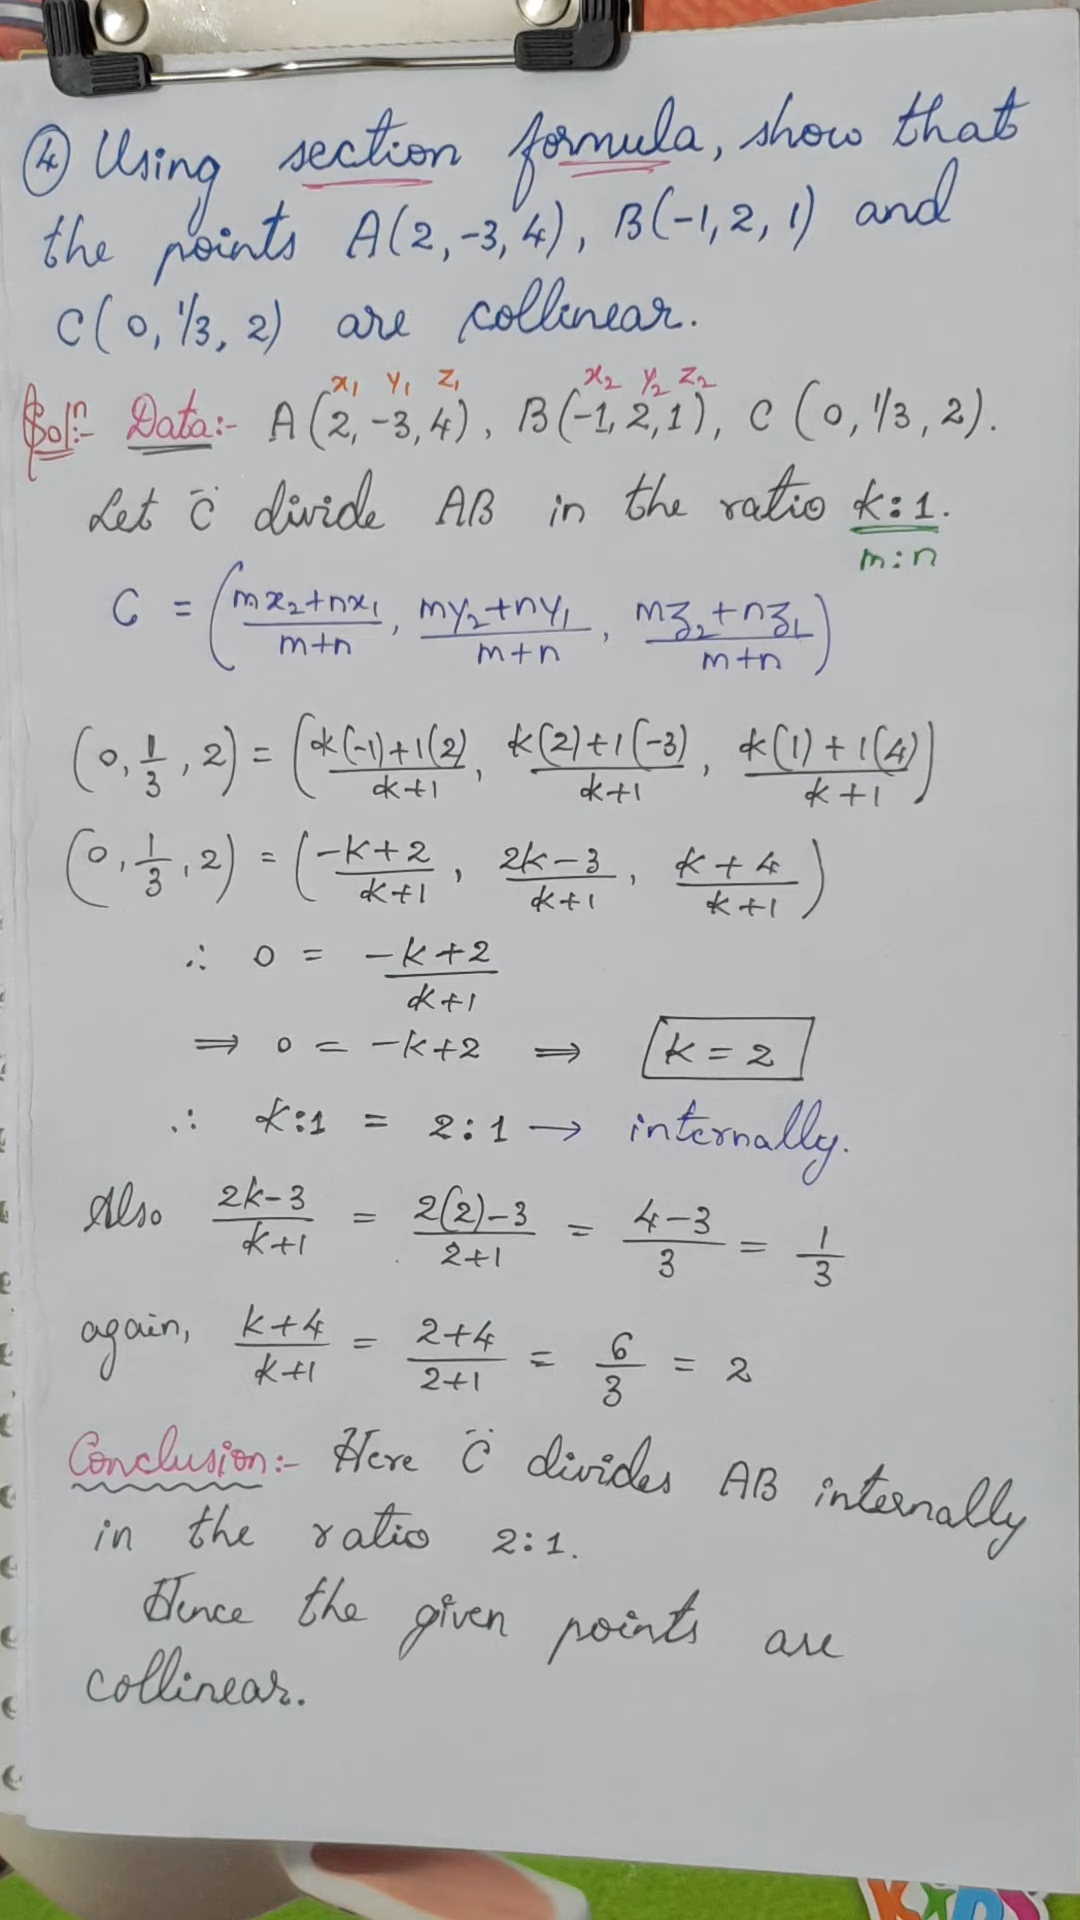 ④ Using section formula, show that
the points A(2, -3, 4), B(-1, 2, 1) and
C(0, 1/3, 2) are collinear.
x₁ y₁ z₁ x₂ y₂ z₂
Solⁿ:- Data:- A(2, -3, 4), B(-1, 2, 1), C(0, 1/3, 2).
Let "C" divide AB in the ratio k:1.
m:n
C = ((mx₂+nx₁)/(m+n), (my₂+ny₁)/(m+n), (mz₂+nz₁)/(m+n))
(0, 1/3, 2) = ((k(-1)+1(2))/(k+1), (k(2)+1(-3))/(k+1), (k(1)+1(4))/(k+1))
(0, 1/3, 2) = ((-k+2)/(k+1), (2k-3)/(k+1), (k+4)/(k+1))
∴ 0 = (-k+2)/(k+1)
⇒ 0 = -k+2 ⇒ k = 2
∴ k:1 = 2:1 → internally.
Also (2k-3)/(k+1) = (2(2)-3)/(2+1) = (4-3)/3 = 1/3
again, (k+4)/(k+1) = (2+4)/(2+1) = 6/3 = 2
Conclusion:- Here "C" divides AB internally
in the ratio 2:1.
Hence the given points are
collinear.
KIDS